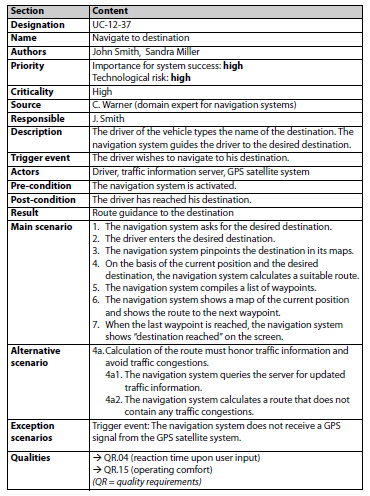 Section Content
Designation UC-12-37
Name Navigate to destination
Authors John Smith, Sandra Miller
Priority Importance for system success: high
Technological risk: high
Criticality High
Source C. Warner (domain expert for navigation systems)
Responsible J. Smith
Description The driver of the vehicle types the name of the destination. The
navigation system guides the driver to the desired destination.
Trigger event The driver wishes to navigate to his destination.
Actors Driver, traffic information server, GPS satellite system
Pre-condition The navigation system is activated.
Post-condition The driver has reached his destination.
Result Route guidance to the destination
Main scenario 1. The navigation system asks for the desired destination.
2. The driver enters the desired destination.
3. The navigation system pinpoints the destination in its maps.
4. On the basis of the current position and the desired
destination, the navigation system calculates a suitable route.
5. The navigation system compiles a list of waypoints.
6. The navigation system shows a map of the current position
and shows the route to the next waypoint.
7. When the last waypoint is reached, the navigation system
shows “destination reached” on the screen.
Alternative 4a. Calculation of the route must honor traffic information and
scenario avoid traffic congestions.
4a1. The navigation system queries the server for updated
traffic information.
4a2. The navigation system calculates a route that does not
contain any traffic congestions.
Exception Trigger event: The navigation system does not receive a GPS
scenarios signal from the GPS satellite system.
Qualities → QR.04 (reaction time upon user input)
→ QR.15 (operating comfort)
(QR = quality requirements)